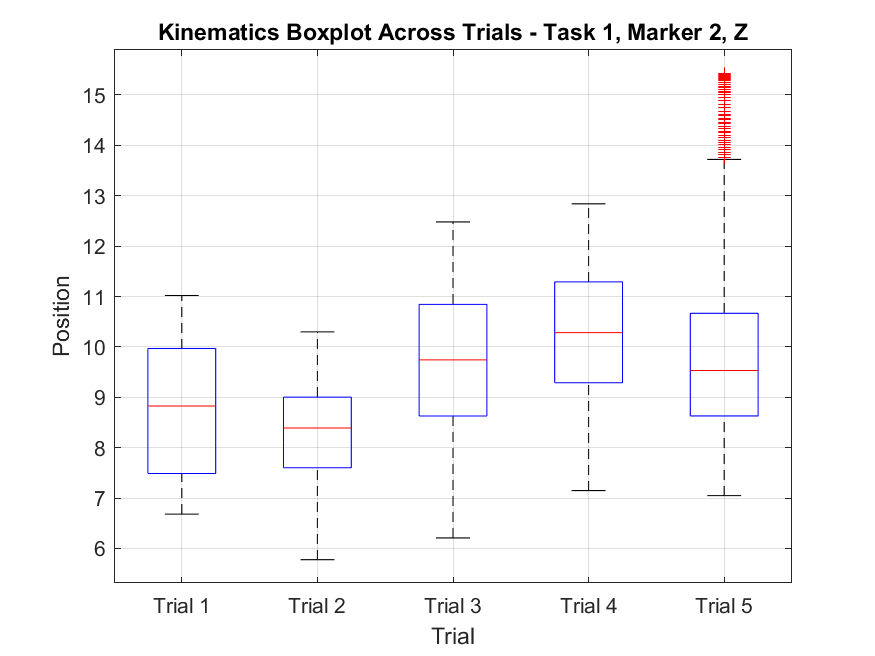 Kinematics Boxplot Across Trials - Task 1, Marker 2, Z
Position
15
14
13
12
11
10
9
8
7
6
Trial 1 Trial 2 Trial 3 Trial 4 Trial 5
Trial